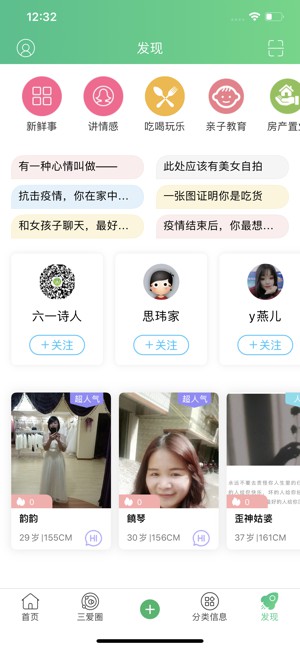 12:32
发现
新鲜事
讲情感
吃喝玩乐
亲子教育
房产置
有一种心情叫做——
此处应该有美女自拍
抗击疫情，你在家中...
一张图证明你是吃货
和女孩子聊天，最好...
疫情结束后，你最想...
六一诗人
思玮家
y燕儿
＋关注
＋关注
＋关注
超人气
超人气
0
0
0
韵韵
饒琴
歪神姑婆
29岁|155CM
HI
30岁|156CM
HI
37岁|161CM
首页
三爱圈
分类信息
发现